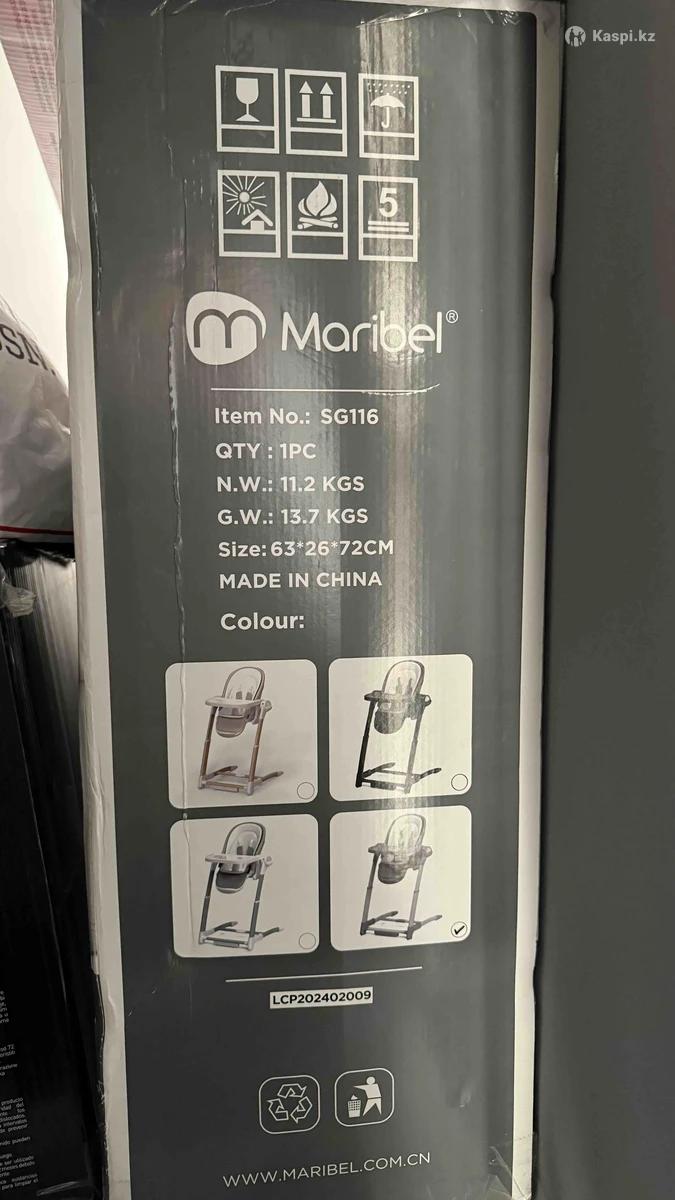 Kaspi.kz
5
Maribel®
Item No.: SG116
QTY : 1PC
N.W.: 11.2 KGS
G.W.: 13.7 KGS
Size: 63*26*72CM
MADE IN CHINA
Colour:
LCP202402009
WWW.MARIBEL.COM.CN